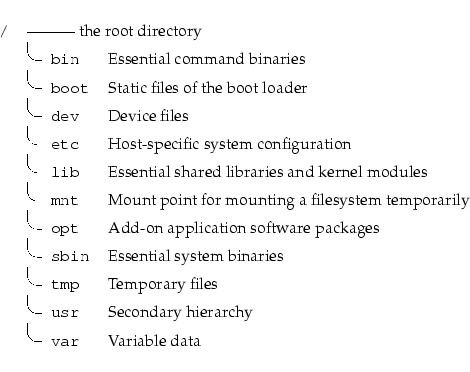 / the root directory
bin Essential command binaries
boot Static files of the boot loader
dev Device files
etc Host-specific system configuration
lib Essential shared libraries and kernel modules
mnt Mount point for mounting a filesystem temporarily
opt Add-on application software packages
sbin Essential system binaries
tmp Temporary files
usr Secondary hierarchy
var Variable data